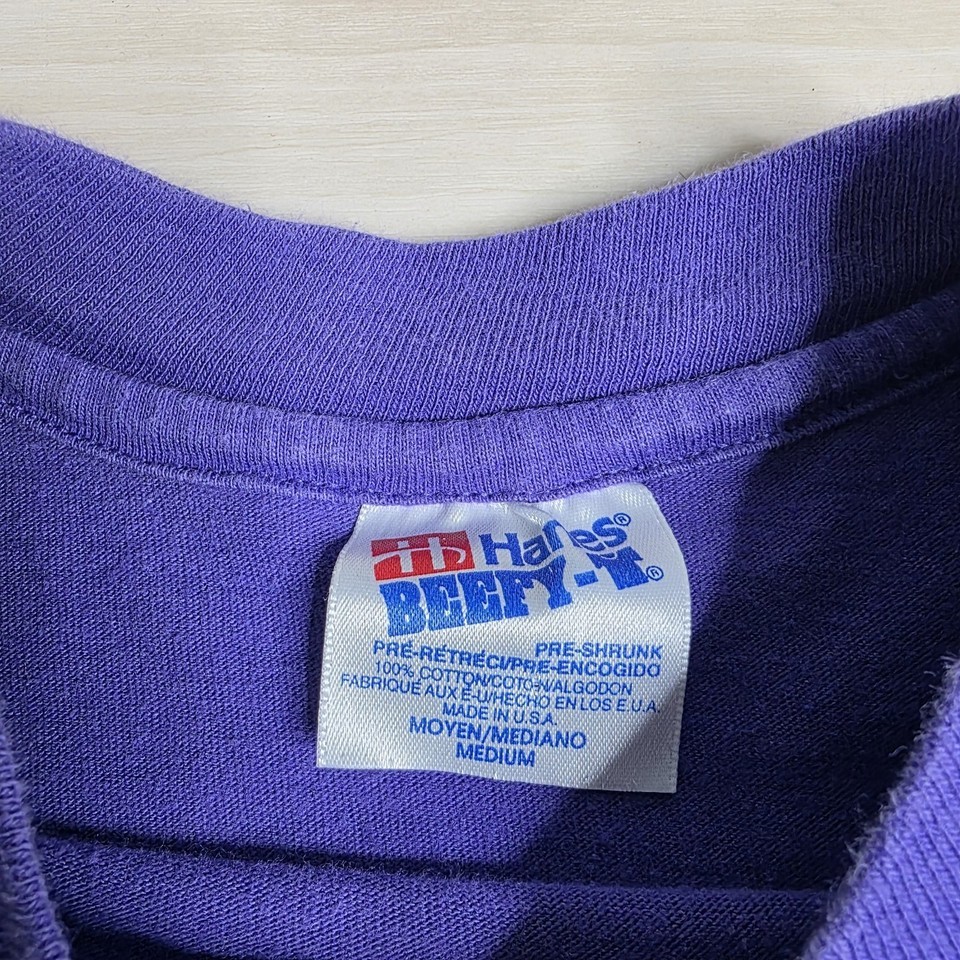 Hanes®
BEEFY-T®
PRE-SHRUNK
PRÉ-RÉTRÉCI/PRE-ENCOGIDO
100% COTTON/COTON/ALGODON
FABRIQUÉ AUX É-U/HECHO EN LOS E.U.A.
MADE IN U.S.A.
MOYEN/MEDIANO
MEDIUM